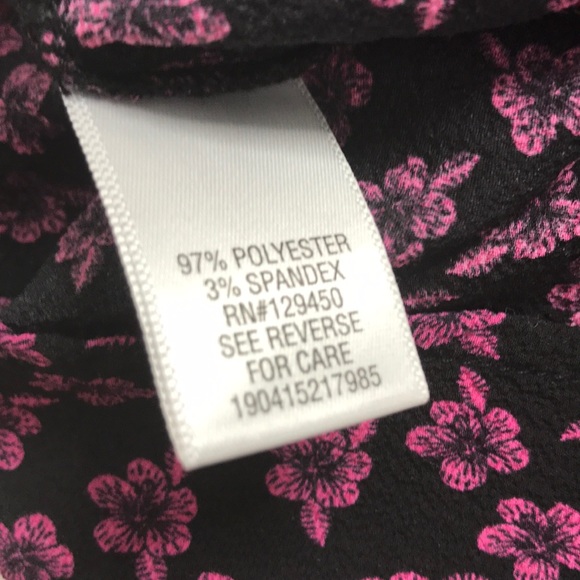 97% POLYESTER
3% SPANDEX
RN#129450
SEE REVERSE
FOR CARE
190415217985